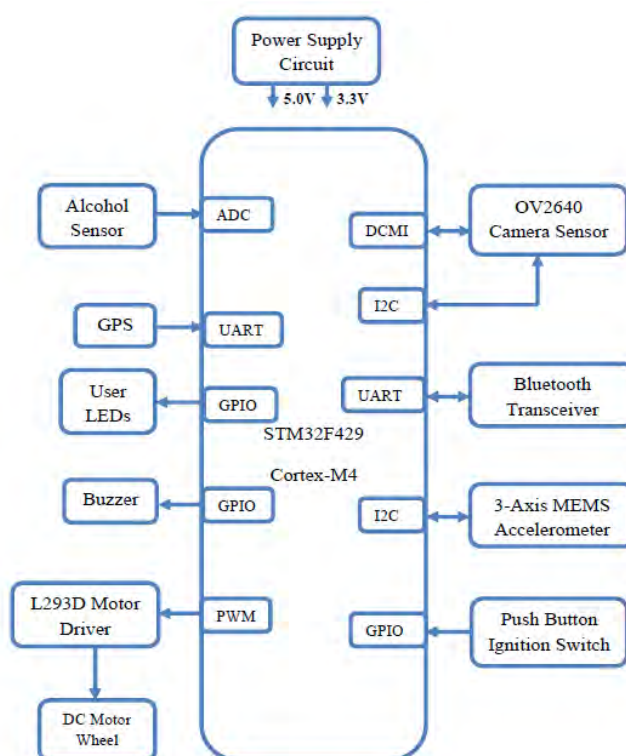 Power Supply
Circuit
5.0V 3.3V
Alcohol
Sensor
ADC
DCMI
OV2640
Camera Sensor
I2C
GPS
UART
User
LEDs
GPIO
UART
Bluetooth
Transceiver
STM32F429
Cortex-M4
Buzzer
GPIO
I2C
3-Axis MEMS
Accelerometer
L293D Motor
Driver
PWM
GPIO
Push Button
Ignition Switch
DC Motor
Wheel